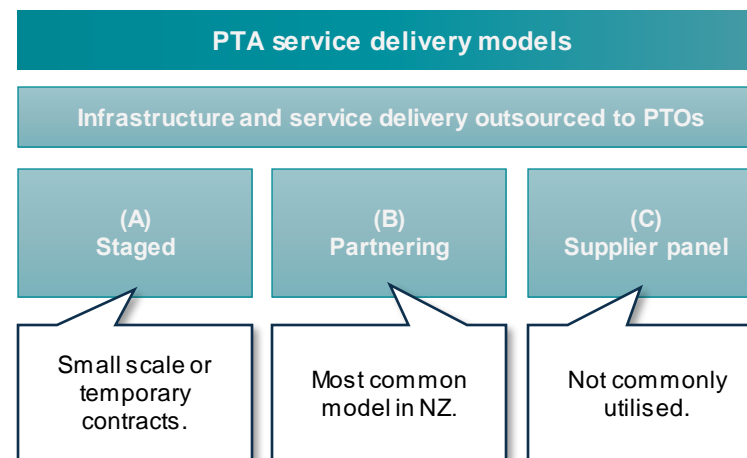 PTA service delivery models
Infrastructure and service delivery outsourced to PTOs
(A)
Staged
(B)
Partnering
(C)
Supplier panel
Small scale or
temporary
contracts.
Most common
model in NZ.
Not commonly
utilised.